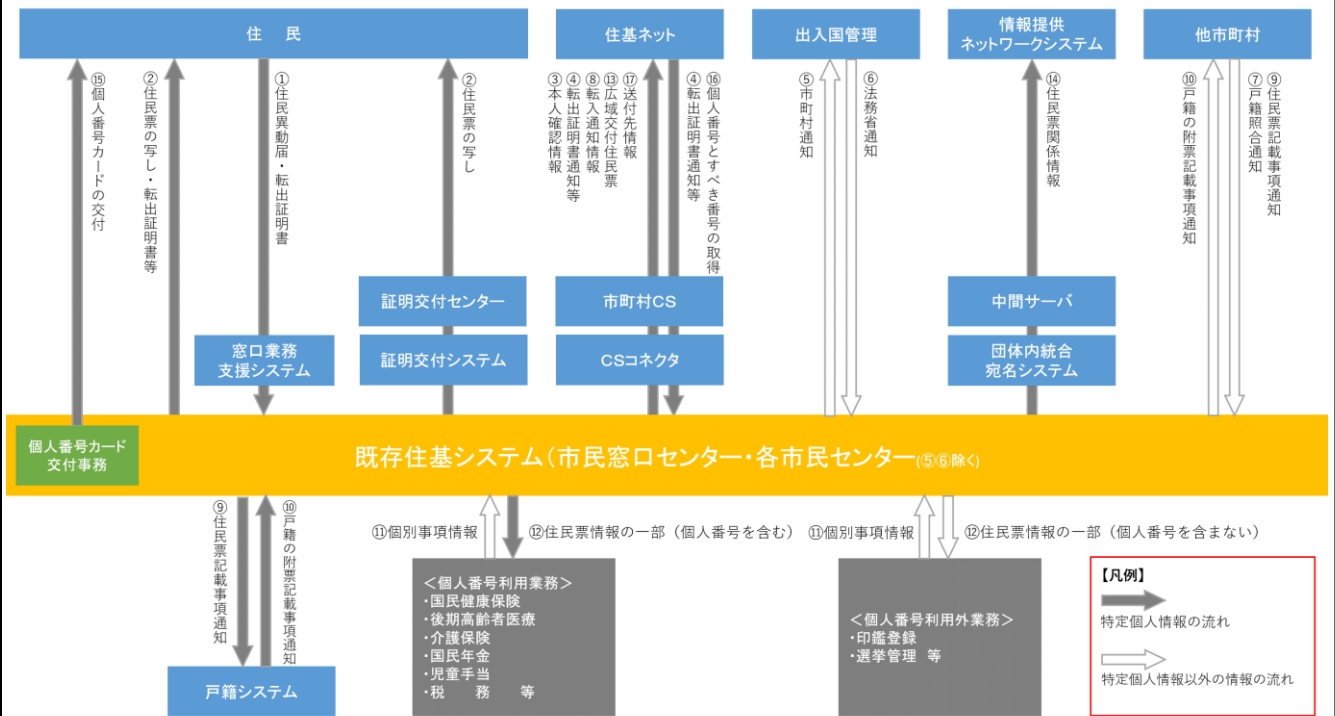 住　民
住基ネット
出入国管理
情報提供
ネットワークシステム
他市町村
⑮個人番号カードの交付
②住民票の写し・転出証明書等
①住民異動届・転出証明書
②住民票の写し
③本人確認情報
④転出証明書通知等
⑧転入通知情報
⑬広域交付住民票
⑰送付先情報
④転出証明書通知等
⑯個人番号とすべき番号の取得
⑤市町村通知
⑥法務省通知
⑭住民票関係情報
⑩戸籍の附票記載事項通知
⑦戸籍照合通知
⑨住民票記載事項通知
証明交付センター
市町村CS
中間サーバ
窓口業務
支援システム
証明交付システム
CSコネクタ
団体内統合
宛名システム
個人番号カード
交付事務
既存住基システム(市民窓口センター・各市民センター(⑤⑥除く)
⑨住民票記載事項通知
⑩戸籍の附票記載事項通知
⑪個別事項情報
⑫住民票情報の一部（個人番号を含む）
⑪個別事項情報
⑫住民票情報の一部（個人番号を含まない）
＜個人番号利用業務＞
・国民健康保険
・後期高齢者医療
・介護保険
・国民年金
・児童手当
・税　務　等
＜個人番号利用外業務＞
・印鑑登録
・選挙管理 等
【凡例】
特定個人情報の流れ
特定個人情報以外の情報の流れ
戸籍システム